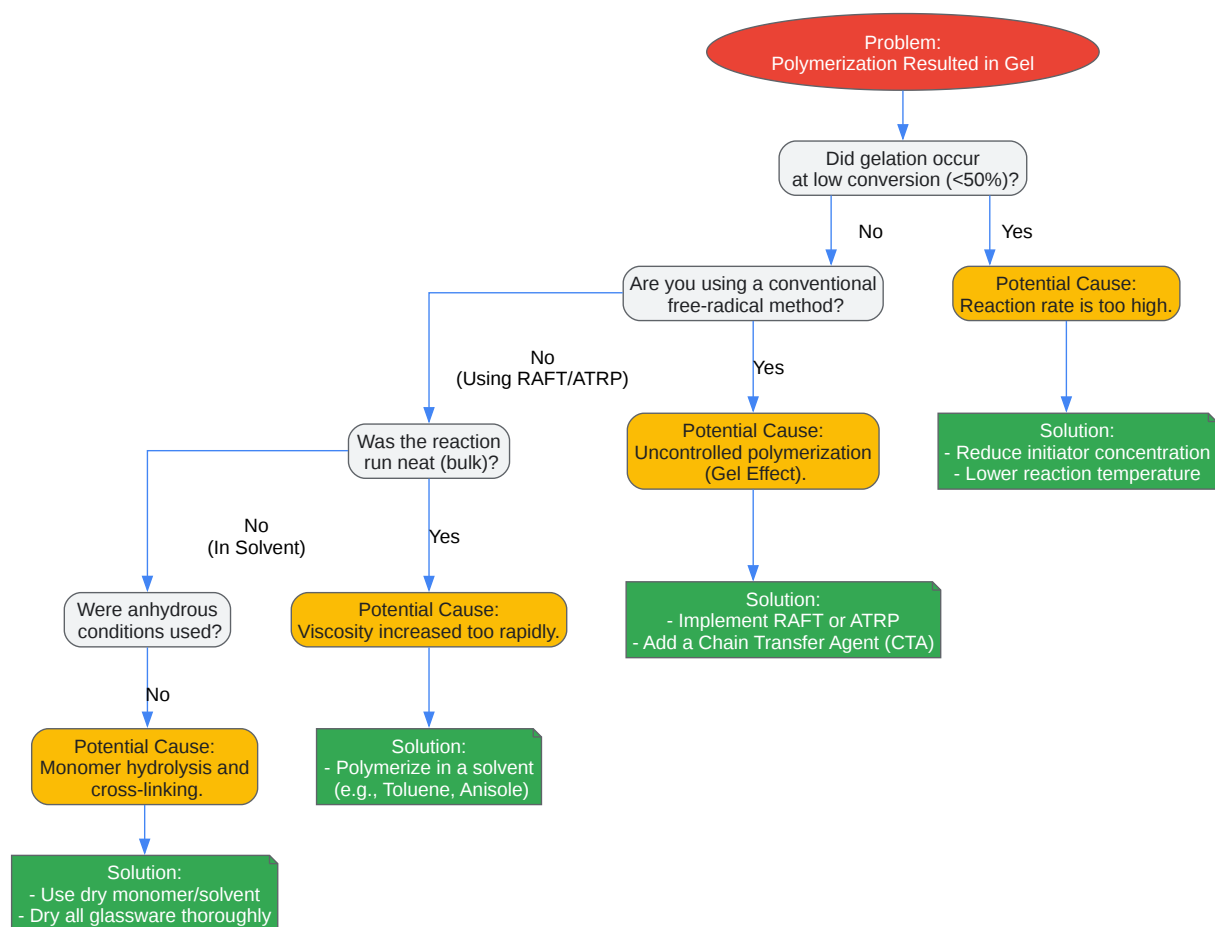 Problem:
Polymerization Resulted in Gel
Did gelation occur
at low conversion (<50%)?
No
Yes
Are you using a conventional
free-radical method?
Potential Cause:
Reaction rate is too high.
No
(Using RAFT/ATRP)
Yes
Was the reaction
run neat (bulk)?
Potential Cause:
Uncontrolled polymerization
(Gel Effect).
Solution:
- Reduce initiator concentration
- Lower reaction temperature
No
(In Solvent)
Yes
Were anhydrous
conditions used?
Potential Cause:
Viscosity increased too rapidly.
Solution:
- Implement RAFT or ATRP
- Add a Chain Transfer Agent (CTA)
No
Potential Cause:
Monomer hydrolysis and
cross-linking.
Solution:
- Polymerize in a solvent
(e.g., Toluene, Anisole)
Solution:
- Use dry monomer/solvent
- Dry all glassware thoroughly